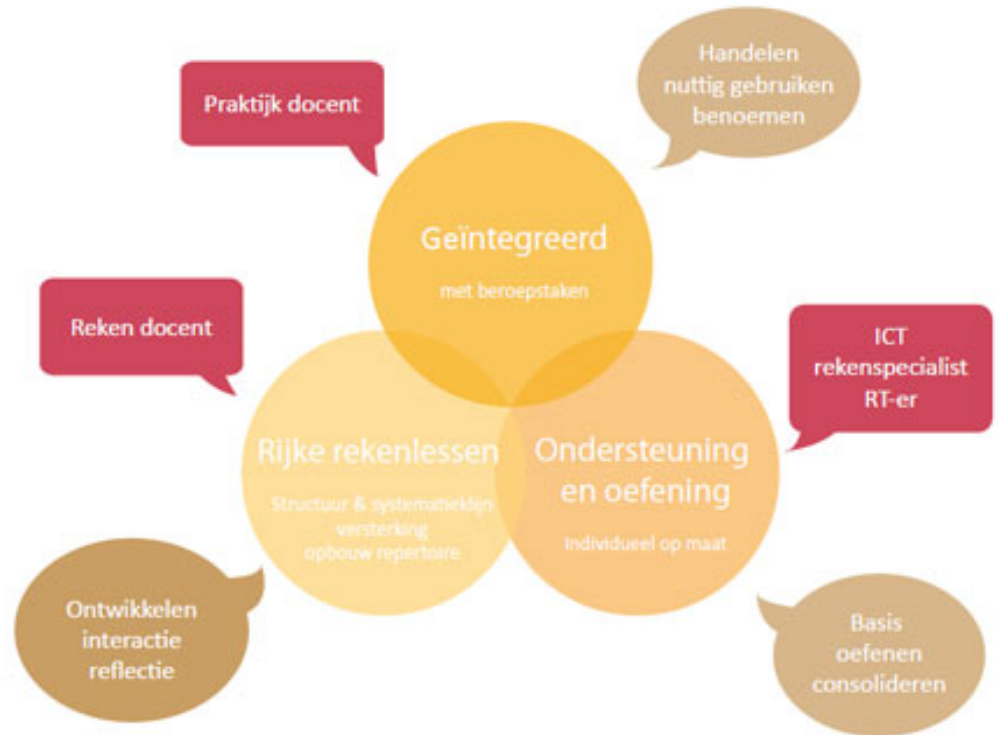 Praktijk docent
Handelen
nuttig gebruiken
benoemen
Geïntegreerd
met beroepstaken
Reken docent
ICT
rekenspecialist
RT-er
Rijke rekenlessen
Structuur & systematieklijn
versterking
opbouw repertoire
Ondersteuning
en oefening
Individueel op maat
Ontwikkelen
interactie
reflectie
Basis
oefenen
consolideren